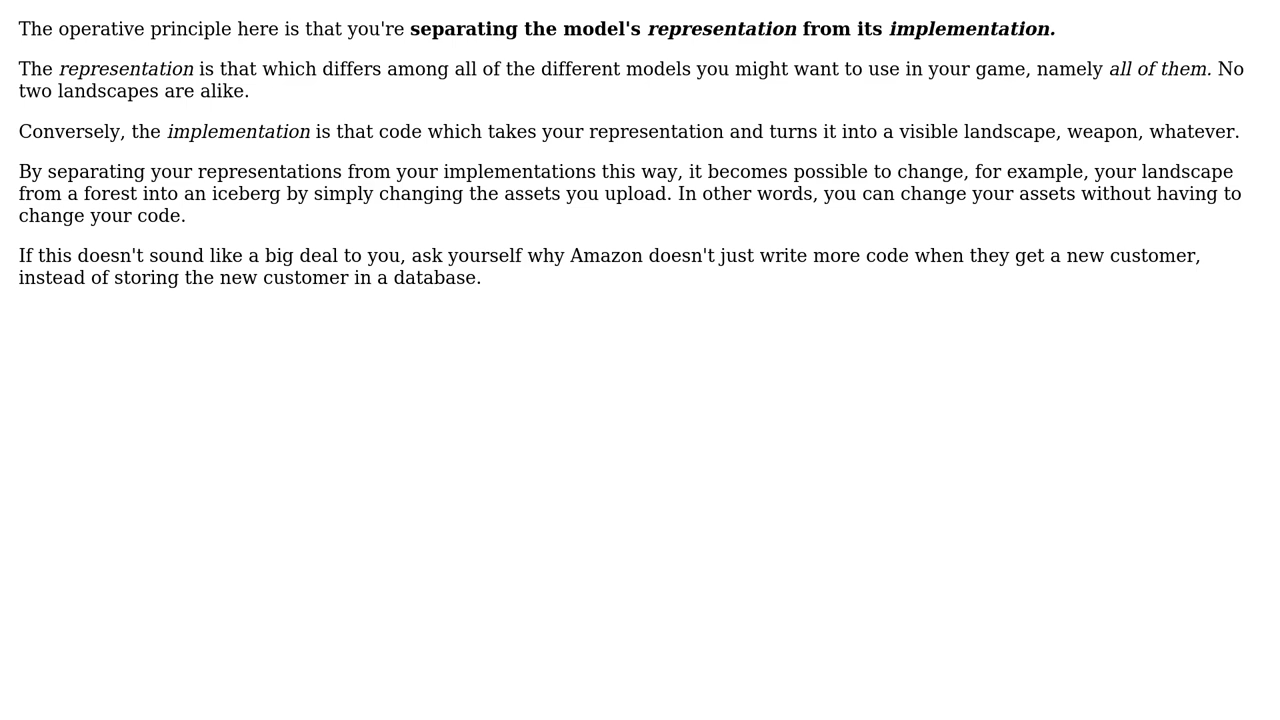 The operative principle here is that you're separating the model's representation from its implementation.
The representation is that which differs among all of the different models you might want to use in your game, namely all of them. No
two landscapes are alike.
Conversely, the implementation is that code which takes your representation and turns it into a visible landscape, weapon, whatever.
By separating your representations from your implementations this way, it becomes possible to change, for example, your landscape
from a forest into an iceberg by simply changing the assets you upload. In other words, you can change your assets without having to
change your code.
If this doesn't sound like a big deal to you, ask yourself why Amazon doesn't just write more code when they get a new customer,
instead of storing the new customer in a database.